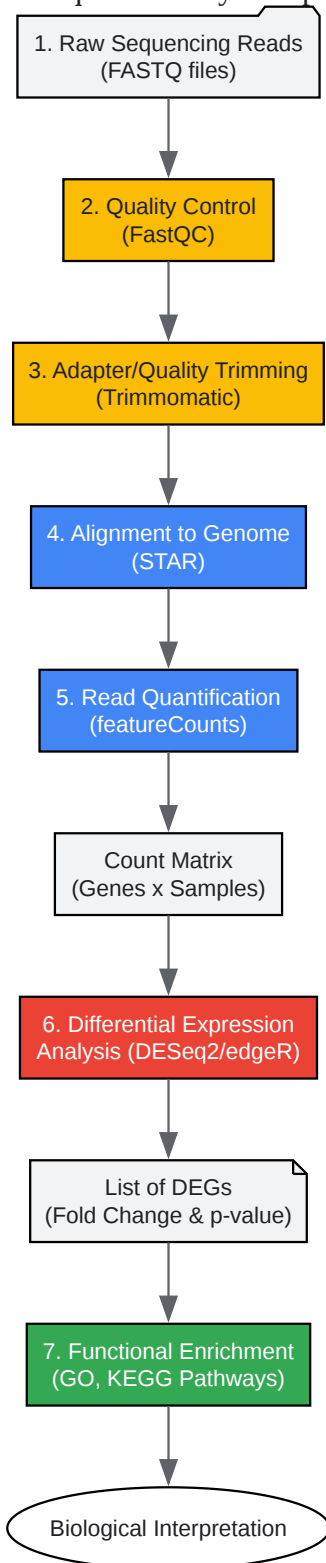 1. Raw Sequencing Reads
(FASTQ files)
2. Quality Control
(FastQC)
3. Adapter/Quality Trimming
(Trimmomatic)
4. Alignment to Genome
(STAR)
5. Read Quantification
(featureCounts)
Count Matrix
(Genes x Samples)
6. Differential Expression
Analysis (DESeq2/edgeR)
List of DEGs
(Fold Change & p-value)
7. Functional Enrichment
(GO, KEGG Pathways)
Biological Interpretation